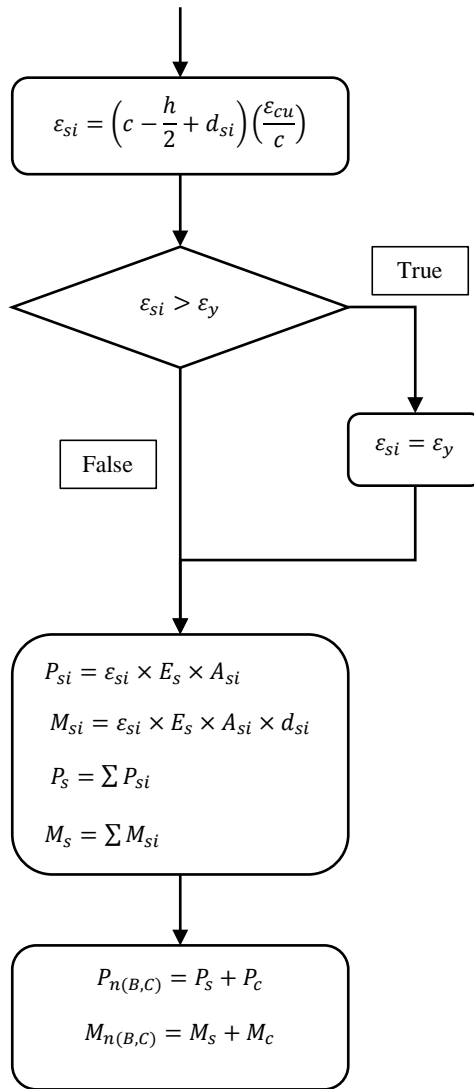 ε_si = (c − h/2 + d_si)(ε_cu/c)
True
ε_si > ε_y
False
ε_si = ε_y
P_si = ε_si × E_s × A_si
M_si = ε_si × E_s × A_si × d_si
P_s = ∑ P_si
M_s = ∑ M_si
P_n(B,C) = P_s + P_c
M_n(B,C) = M_s + M_c